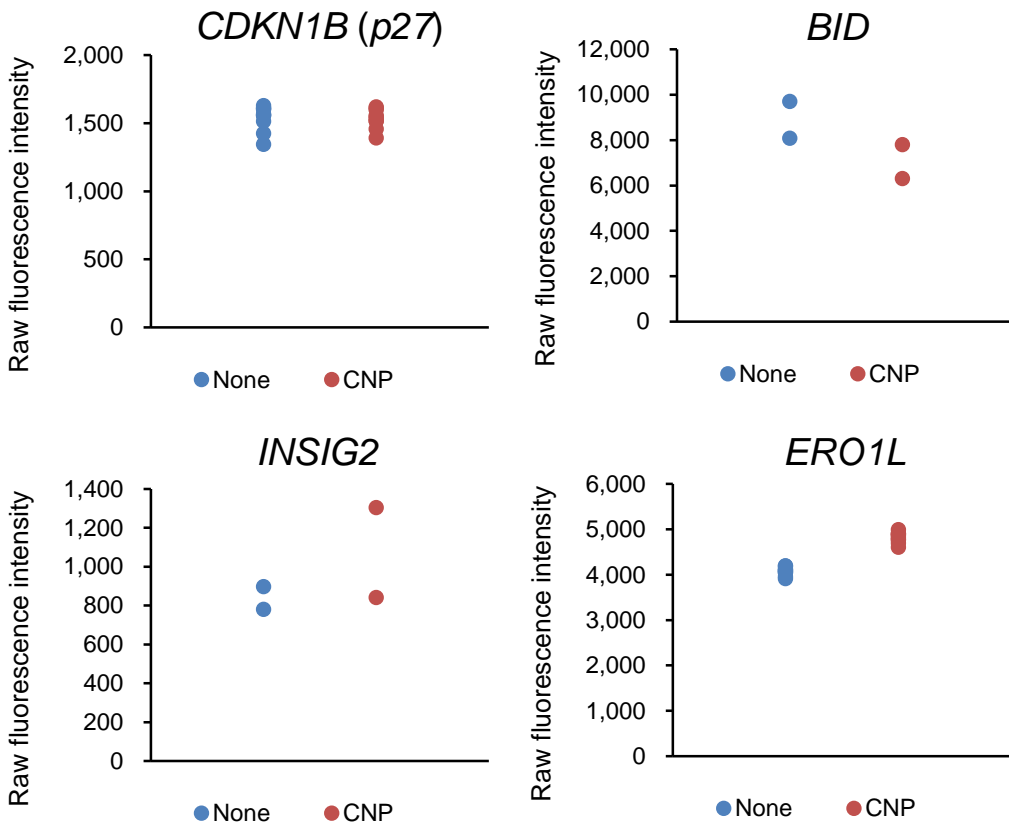 CDKN1B (p27)
Raw fluorescence intensity
2,000
1,500
1,000
500
0
None CNP
BID
Raw fluorescence intensity
12,000
10,000
8,000
6,000
4,000
2,000
0
None CNP
INSIG2
Raw fluorescence intensity
1,400
1,200
1,000
800
600
400
200
0
None CNP
ERO1L
Raw fluorescence intensity
6,000
5,000
4,000
3,000
2,000
1,000
0
None CNP